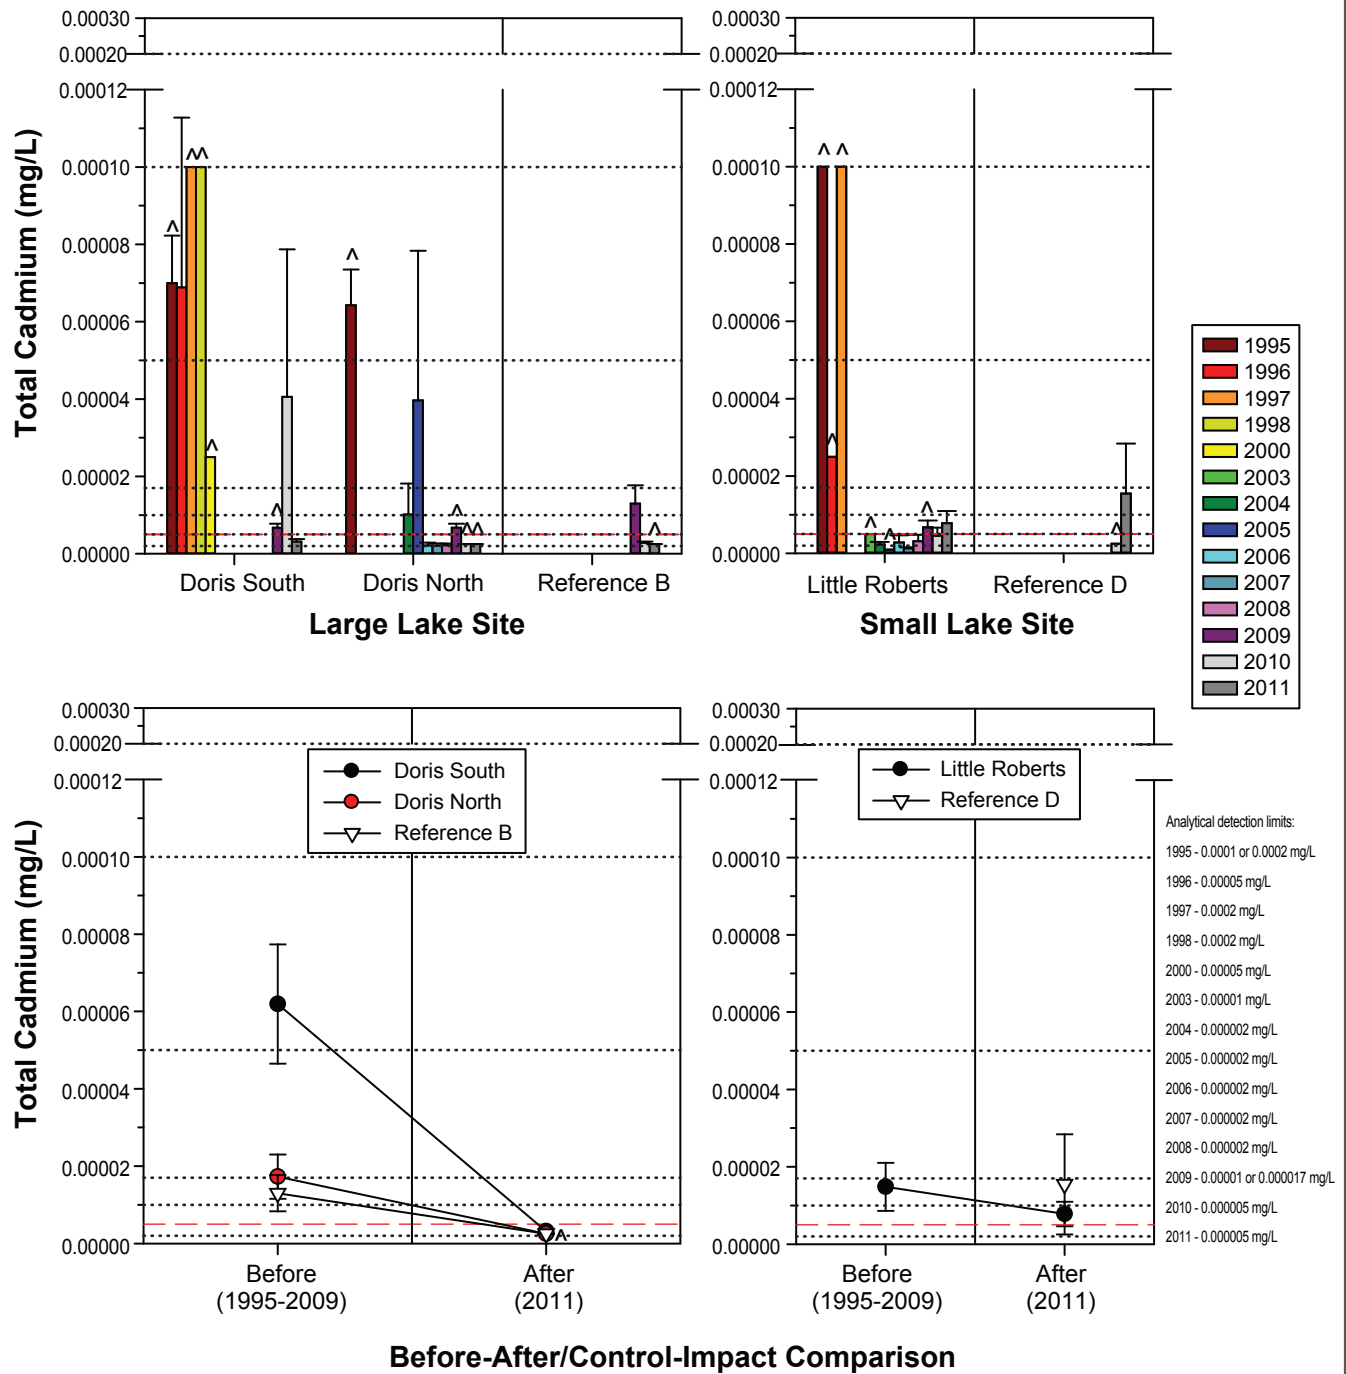 Total Cadmium (mg/L)
0.00030
0.00020
0.00012
0.00010
0.00008
0.00006
0.00004
0.00002
0.00000
^
^^
^
^
^
^
^^
^
Doris South
Doris North
Reference B
Large Lake Site
0.00030
0.00020
0.00012
0.00010
0.00008
0.00006
0.00004
0.00002
0.00000
^ ^
^
^
^
^
^
Little Roberts
Reference D
Small Lake Site
1995
1996
1997
1998
2000
2003
2004
2005
2006
2007
2008
2009
2010
2011
Total Cadmium (mg/L)
0.00030
0.00020
0.00012
0.00010
0.00008
0.00006
0.00004
0.00002
0.00000
Doris South
Doris North
Reference B
^
Before
(1995-2009)
After
(2011)
0.00030
0.00020
0.00012
0.00010
0.00008
0.00006
0.00004
0.00002
0.00000
Little Roberts
Reference D
Before
(1995-2009)
After
(2011)
Analytical detection limits:
1995 - 0.0001 or 0.0002 mg/L
1996 - 0.00005 mg/L
1997 - 0.0002 mg/L
1998 - 0.0002 mg/L
2000 - 0.00005 mg/L
2003 - 0.00001 mg/L
2004 - 0.000002 mg/L
2005 - 0.000002 mg/L
2006 - 0.000002 mg/L
2007 - 0.000002 mg/L
2008 - 0.000002 mg/L
2009 - 0.00001 or 0.000017 mg/L
2010 - 0.000005 mg/L
2011 - 0.000005 mg/L
Before-After/Control-Impact Comparison